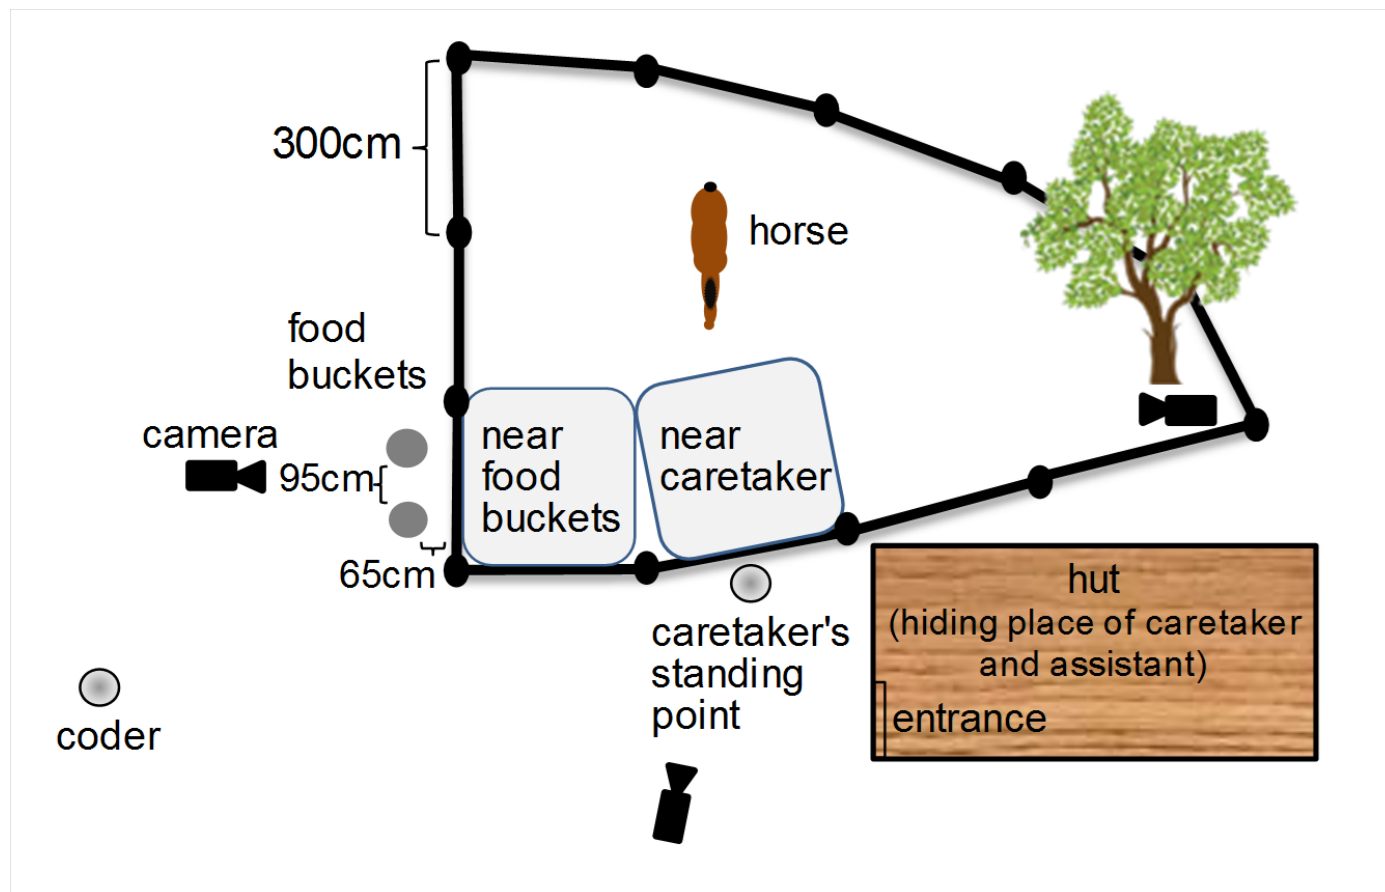 300cm
horse
food
buckets
camera
95cm
near
food
buckets
near
caretaker
65cm
caretaker's
standing
point
hut
(hiding place of caretaker
and assistant)
entrance
coder